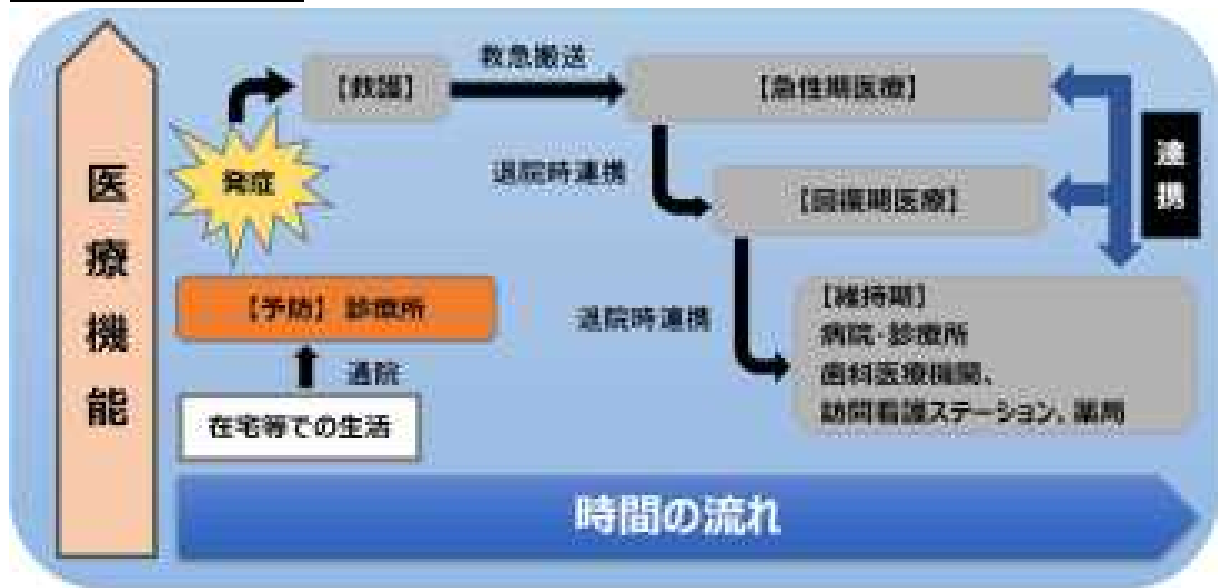 医療機能
発症
【救護】
救急搬送
【急性期医療】
退院時連携
【回復期医療】
連携
退院時連携
【維持期】
病院・診療所
歯科医療機関、
訪問看護ステーション、薬局
【予防】診療所
通院
在宅等での生活
時間の流れ